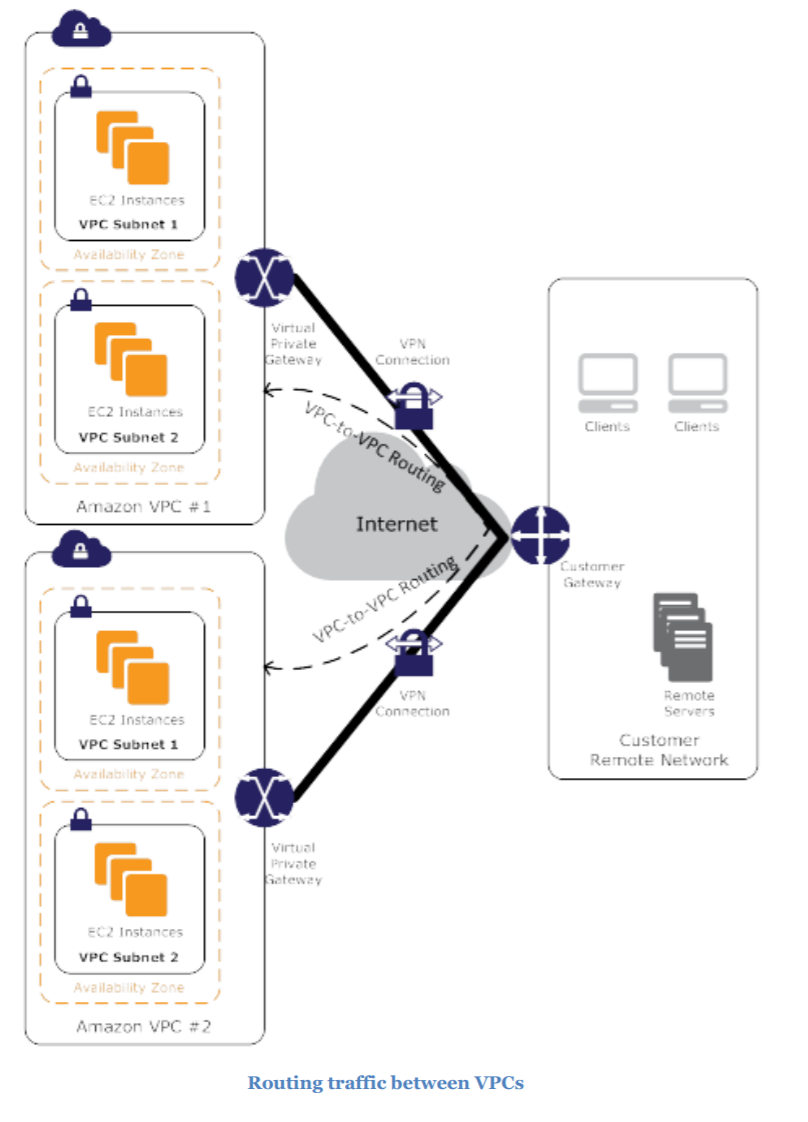 EC2 Instances
VPC Subnet 1
Availability Zone
EC2 Instances
VPC Subnet 2
Availability Zone
Amazon VPC #1
Virtual
Private
Gateway
VPN
Connection
VPC-to-VPC Routing
Internet
VPC-to-VPC Routing
VPN
Connection
Customer
Gateway
Clients
Clients
Remote
Servers
Customer
Remote Network
EC2 Instances
VPC Subnet 1
Availability Zone
EC2 Instances
VPC Subnet 2
Availability Zone
Amazon VPC #2
Virtual
Private
Gateway
Routing traffic between VPCs